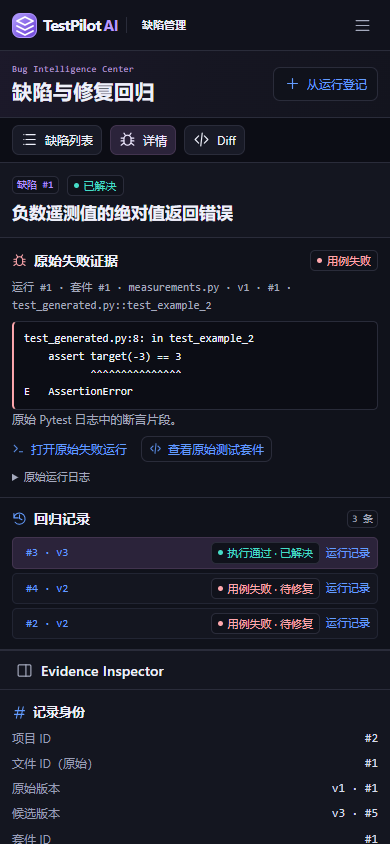 TestPilot AI 缺陷管理
Bug Intelligence Center
缺陷与修复回归
从运行登记
缺陷列表 详情 Diff
缺陷 #1 已解决
负数遥测值的绝对值返回错误
原始失败证据 用例失败
运行 #1 · 套件 #1 · measurements.py · v1 · #1 ·
test_generated.py::test_example_2
test_generated.py:8: in test_example_2
assert target(-3) == 3
^^^^^^^^^^^^^^^
E   AssertionError
原始 Pytest 日志中的断言片段。
打开原始失败运行 查看原始测试套件
原始运行日志
回归记录 3 条
#3 · v3 执行通过 · 已解决 运行记录
#4 · v2 用例失败 · 待修复 运行记录
#2 · v2 用例失败 · 待修复 运行记录
Evidence Inspector
记录身份
项目 ID #2
文件 ID（原始） #1
原始版本 v1 · #1
候选版本 v3 · #5
套件 ID #1